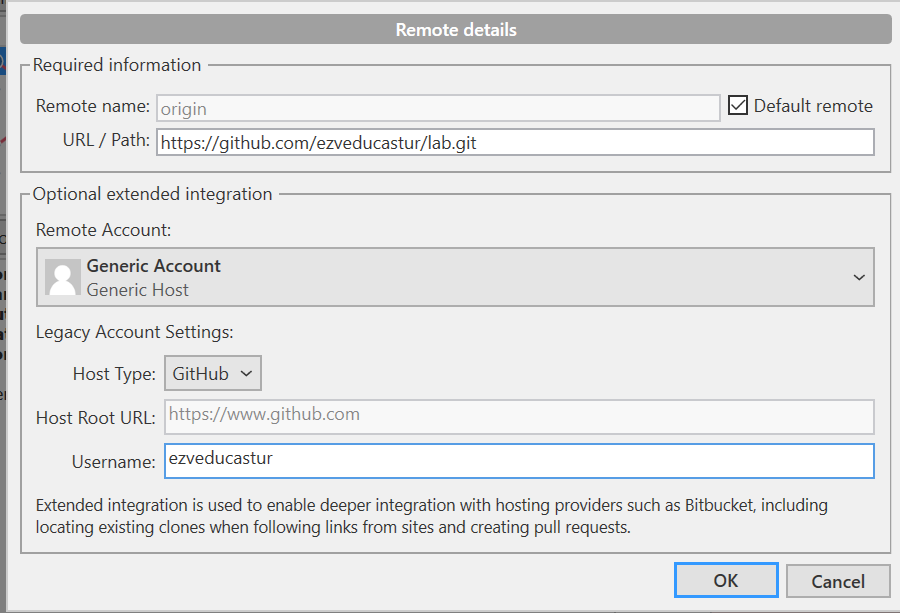 Remote details
Required information
Remote name: origin Default remote
URL / Path: https://github.com/ezveducastur/lab.git
Optional extended integration
Remote Account:
Generic Account
Generic Host
Legacy Account Settings:
Host Type: GitHub
Host Root URL: https://www.github.com
Username: ezveducastur
Extended integration is used to enable deeper integration with hosting providers such as Bitbucket, including
locating existing clones when following links from sites and creating pull requests.
OK Cancel